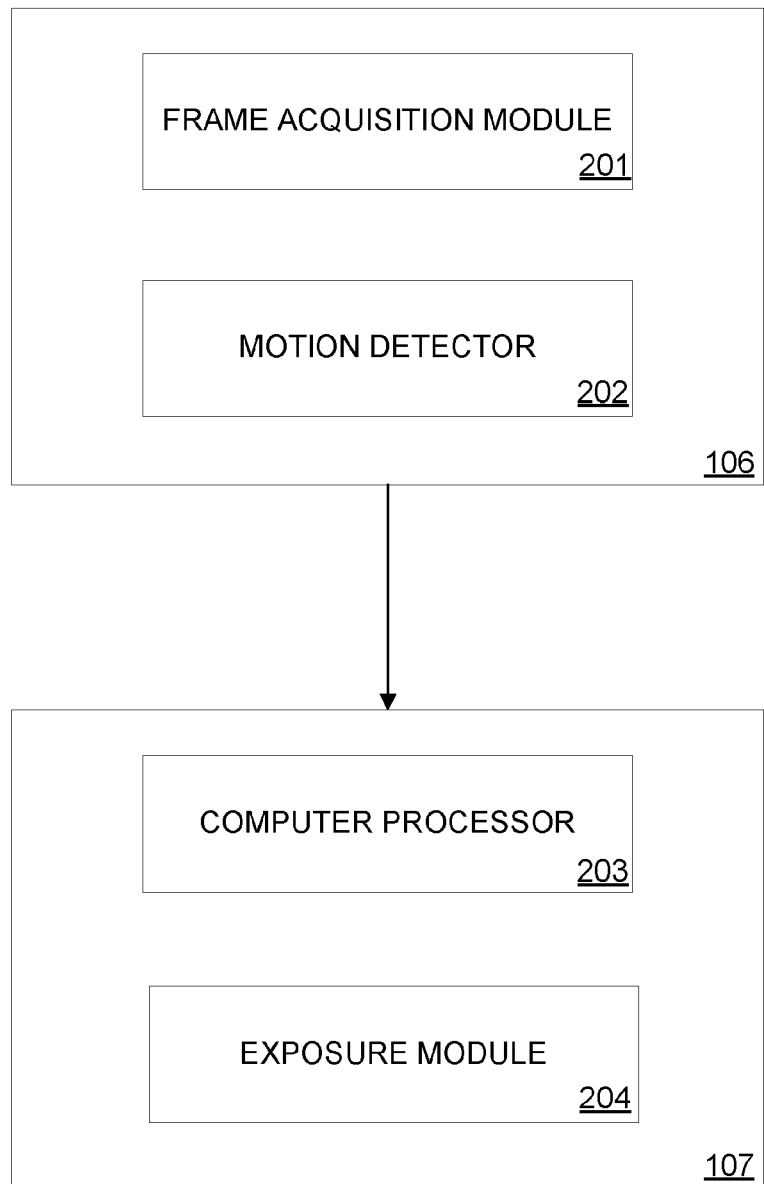 FRAME ACQUISITION MODULE
201
MOTION DETECTOR
202
106
COMPUTER PROCESSOR
203
EXPOSURE MODULE
204
107